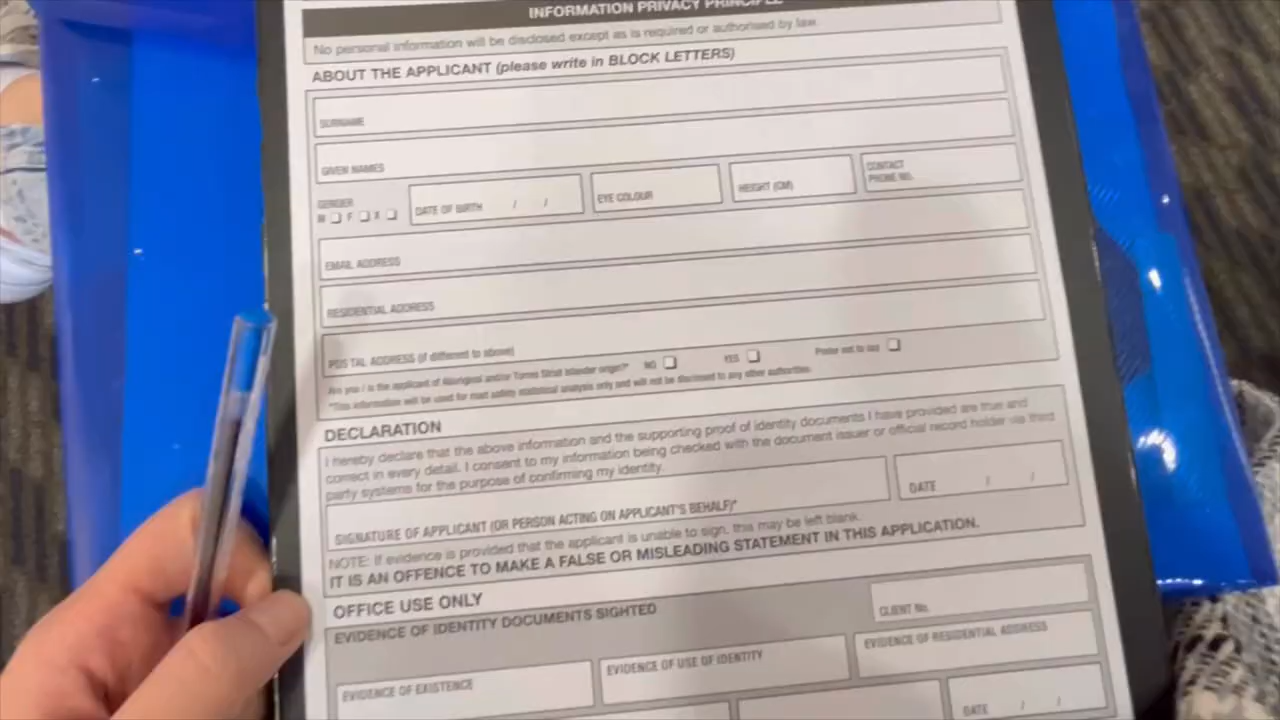 INFORMATION PRIVACY PRINCIPLE
No personal information will be disclosed except as is required or authorised by law.
ABOUT THE APPLICANT (please write in BLOCK LETTERS)
SURNAME
GIVEN NAMES
GENDER
M F X
DATE OF BIRTH / /
EYE COLOUR
HEIGHT (CM)
CONTACT
PHONE No.
EMAIL ADDRESS
RESIDENTIAL ADDRESS
POSTAL ADDRESS (if different to above)
Are you / is the applicant of Aboriginal and/or Torres Strait Islander origin?* NO YES Prefer not to say
*This information will be used for road safety statistical analysis only and will not be disclosed to any other authorities.
DECLARATION
I hereby declare that the above information and the supporting proof of identity documents I have provided are true and
correct in every detail. I consent to my information being checked with the document issuer or official record holder via third
party systems for the purpose of confirming my identity.
SIGNATURE OF APPLICANT (OR PERSON ACTING ON APPLICANT'S BEHALF)*
DATE / /
NOTE: If evidence is provided that the applicant is unable to sign, this may be left blank.
IT IS AN OFFENCE TO MAKE A FALSE OR MISLEADING STATEMENT IN THIS APPLICATION.
OFFICE USE ONLY
EVIDENCE OF IDENTITY DOCUMENTS SIGHTED
CLIENT No.
EVIDENCE OF EXISTENCE
EVIDENCE OF USE OF IDENTITY
EVIDENCE OF RESIDENTIAL ADDRESS
DATE / /